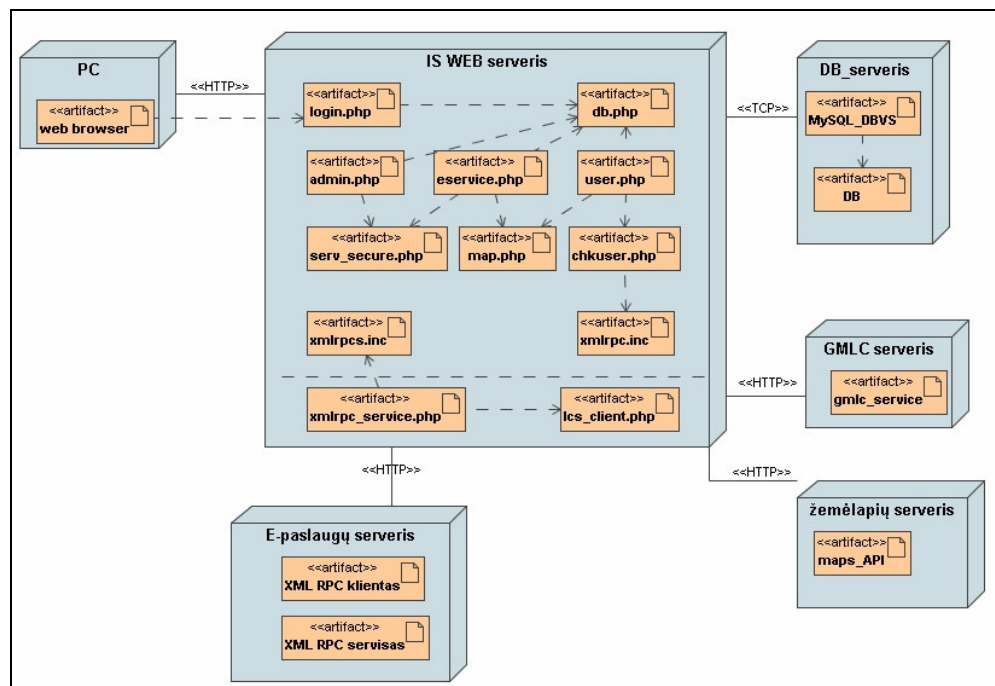 PC
<<artifact>>
web browser
<<HTTP>>
IS WEB serveris
<<artifact>>
login.php
<<artifact>>
db.php
<<artifact>>
admin.php
<<artifact>>
eservice.php
<<artifact>>
user.php
<<artifact>>
serv_secure.php
<<artifact>>
map.php
<<artifact>>
chkuser.php
<<artifact>>
xmlrpcs.inc
<<artifact>>
xmlrpc.inc
<<artifact>>
xmlrpc_service.php
<<artifact>>
lcs_client.php
<<TCP>>
DB_serveris
<<artifact>>
MySQL_DBVS
<<artifact>>
DB
<<HTTP>>
GMLC serveris
<<artifact>>
gmlc_service
<<HTTP>>
žemėlapių serveris
<<artifact>>
maps_API
<<HTTP>>
E-paslaugų serveris
<<artifact>>
XML RPC klientas
<<artifact>>
XML RPC servisas